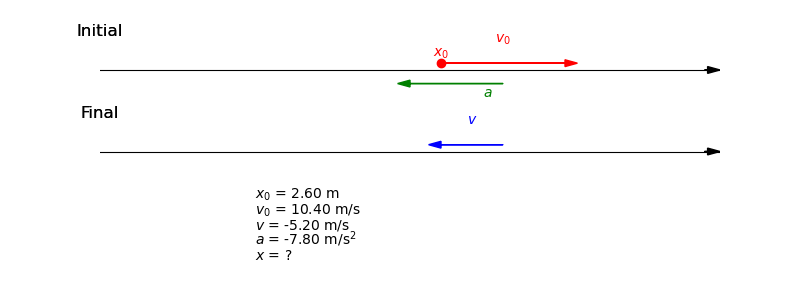 Initial
v₀
x₀
a
Final
v
x₀ = 2.60 m
v₀ = 10.40 m/s
v = -5.20 m/s
a = -7.80 m/s²
x = ?